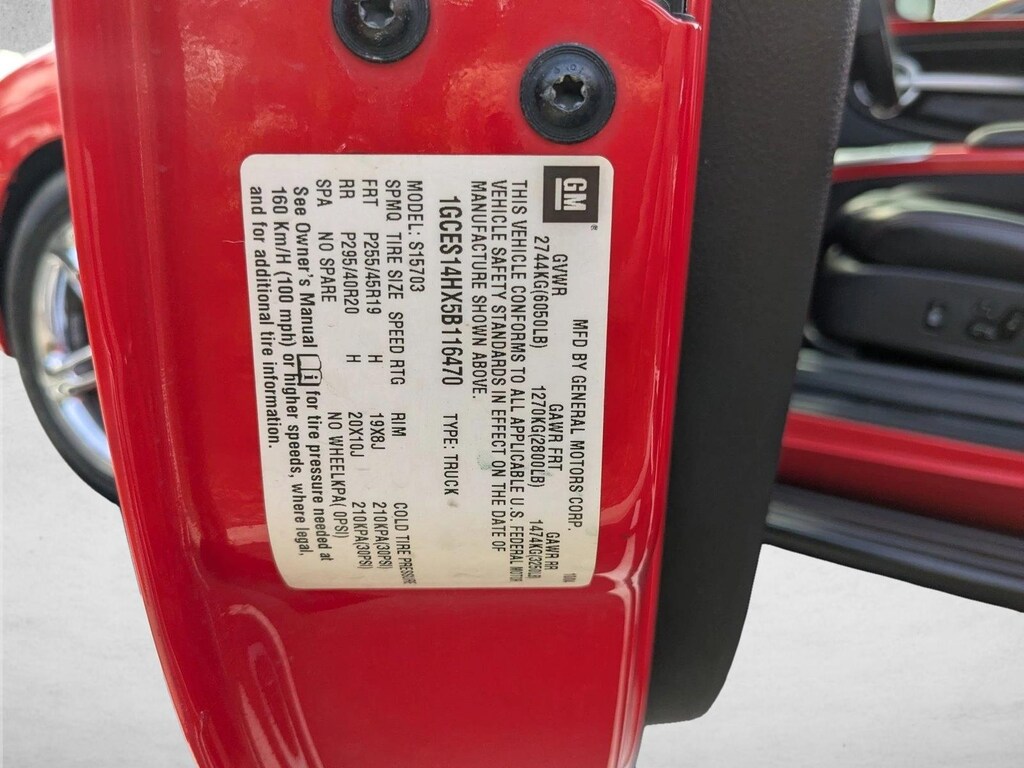 GM ®
MFD BY GENERAL MOTORS CORP.
GVWR GAWR FRT GAWR RR
2744KG(6050LB) 1270KG(2800LB) 1474KG(3250LB
THIS VEHICLE CONFORMS TO ALL APPLICABLE U.S. FEDERAL MOTOR
VEHICLE SAFETY STANDARDS IN EFFECT ON THE DATE OF
MANUFACTURE SHOWN ABOVE.
1GCES14HX5B116470 TYPE: TRUCK
MODEL: S15703
SPMQ TIRE SIZE SPEED RTG RIM COLD TIRE PRESSURE
FRT P255/45R19 H 19X8J 210KPA(30PSI)
RR P295/40R20 H 20X10J 210KPA(30PSI)
SPA NO SPARE NO WHEELKPA( 0PSI)
See Owner's Manual for tire pressure needed at
160 Km/H (100 mph) or higher speeds, where legal,
and for additional tire information.